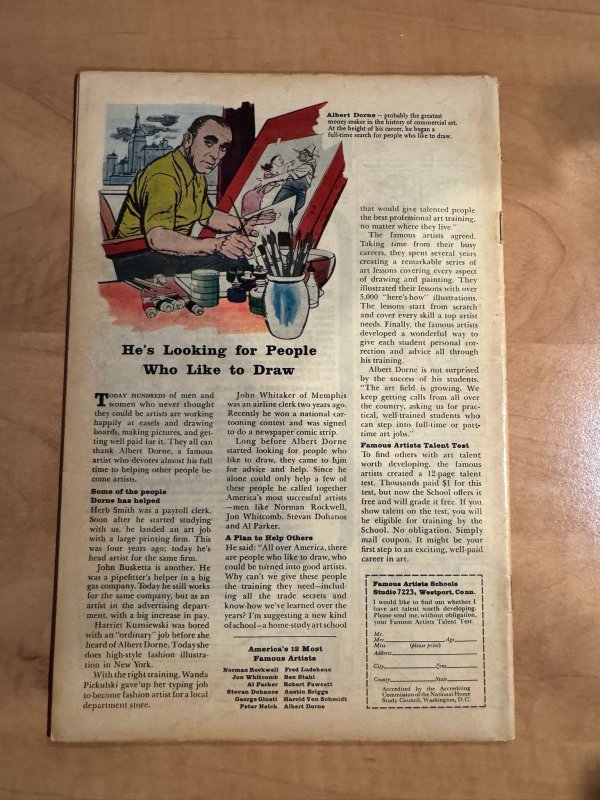 Albert Dorne — probably the greatest
money-maker in the history of commercial art.
At the height of his career, he began a
full-time search for people who like to draw.
He's Looking for People
Who Like to Draw
TODAY HUNDREDS of men and
women who never thought
they could be artists are working
happily at easels and drawing
boards, making pictures, and get-
ting well paid for it. They all can
thank Albert Dorne, a famous
artist who devotes almost his full
time to helping other people be-
come artists.
Some of the people
Dorne has helped
Herb Smith was a payroll clerk.
Soon after he started studying
with us, he landed an art job
with a large printing firm. This
was four years ago; today he's
head artist for the same firm.
John Busketta is another. He
was a pipefitter's helper in a big
gas company. Today he still works
for the same company, but as an
artist in the advertising depart-
ment, with a big increase in pay.
Harriet Kuzniewski was bored
with an "ordinary" job before she
heard of Albert Dorne. Today she
does high-style fashion illustra-
tion in New York.
With the right training, Wanda
Pickulski gave up her typing job
to become fashion artist for a local
department store.
John Whitaker of Memphis
was an airline clerk two years ago.
Recently he won a national car-
tooning contest and was signed
to do a newspaper comic strip.
Long before Albert Dorne
started looking for people who
like to draw, they came to him
for advice and help. Since he
alone could help only a few of
these people he called together
America's most successful artists
—men like Norman Rockwell,
Jon Whitcomb, Stevan Dohanos
and Al Parker.
A Plan to Help Others
He said: "All over America, there
are people who like to draw, who
could be turned into good artists.
Why can't we give these people
the training they need—includ-
ing all the trade secrets and
know-how we've learned over the
years? I'm suggesting a new kind
of school—a home-study art school
America's 12 Most
Famous Artists
Norman Rockwell Fred Ludekens
Jon Whitcomb Ben Stahl
Al Parker Robert Fawcett
Stevan Dohanos Austin Briggs
George Giusti Harold Von Schmidt
Peter Helck Albert Dorne
that would give talented people
the best professional art training,
no matter where they live."
The famous artists agreed.
Taking time from their busy
careers, they spent several years
creating a remarkable series of
art lessons covering every aspect
of drawing and painting. They
illustrated their lessons with over
5,000 "here's-how" illustrations.
The lessons start from scratch
and cover every skill a top artist
needs. Finally, the famous artists
developed a wonderful way to
give each student personal cor-
rection and advice all through
his training.
Albert Dorne is not surprised
by the success of his students.
"The art field is growing. We
keep getting calls from all over
the country, asking us for prac-
tical, well-trained students who
can step into full-time or part-
time art jobs."
Famous Artists Talent Test
To find others with art talent
worth developing, the famous
artists created a 12-page talent
test. Thousands paid $1 for this
test, but now the School offers it
free and will grade it free. If you
show talent on the test, you will
be eligible for training by the
School. No obligation. Simply
mail coupon. It might be your
first step to an exciting, well-paid
career in art.
Famous Artists Schools
Studio 7223, Westport, Conn.
I would like to find out whether I
have art talent worth developing.
Please send me, without obligation,
your Famous Artists Talent Test.
Mr.
Mrs. Age
Miss (please print)
Address
City Zone
County State
Accredited by the Accrediting
Commission of the National Home
Study Council, Washington, D.C.